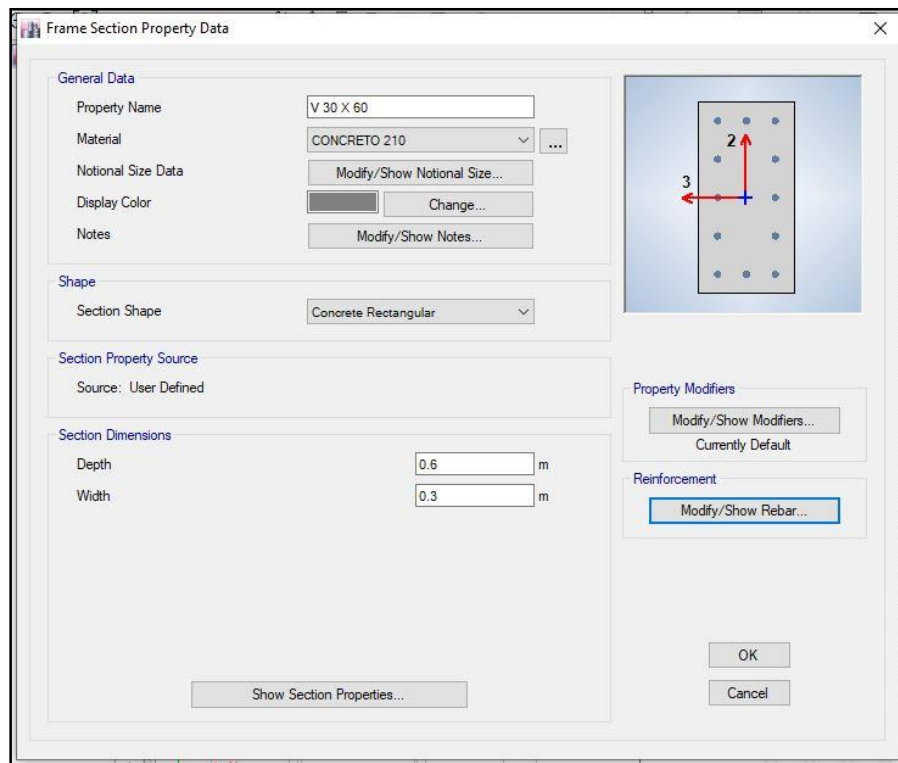 Frame Section Property Data
General Data
Property Name
V 30 X 60
Material
CONCRETO 210
...
Notional Size Data
Modify/Show Notional Size...
Display Color
Change...
Notes
Modify/Show Notes...
2
3
Shape
Section Shape
Concrete Rectangular
Section Property Source
Source: User Defined
Property Modifiers
Modify/Show Modifiers...
Currently Default
Section Dimensions
Depth
0.6
m
Width
0.3
m
Reinforcement
Modify/Show Rebar...
Show Section Properties...
OK
Cancel